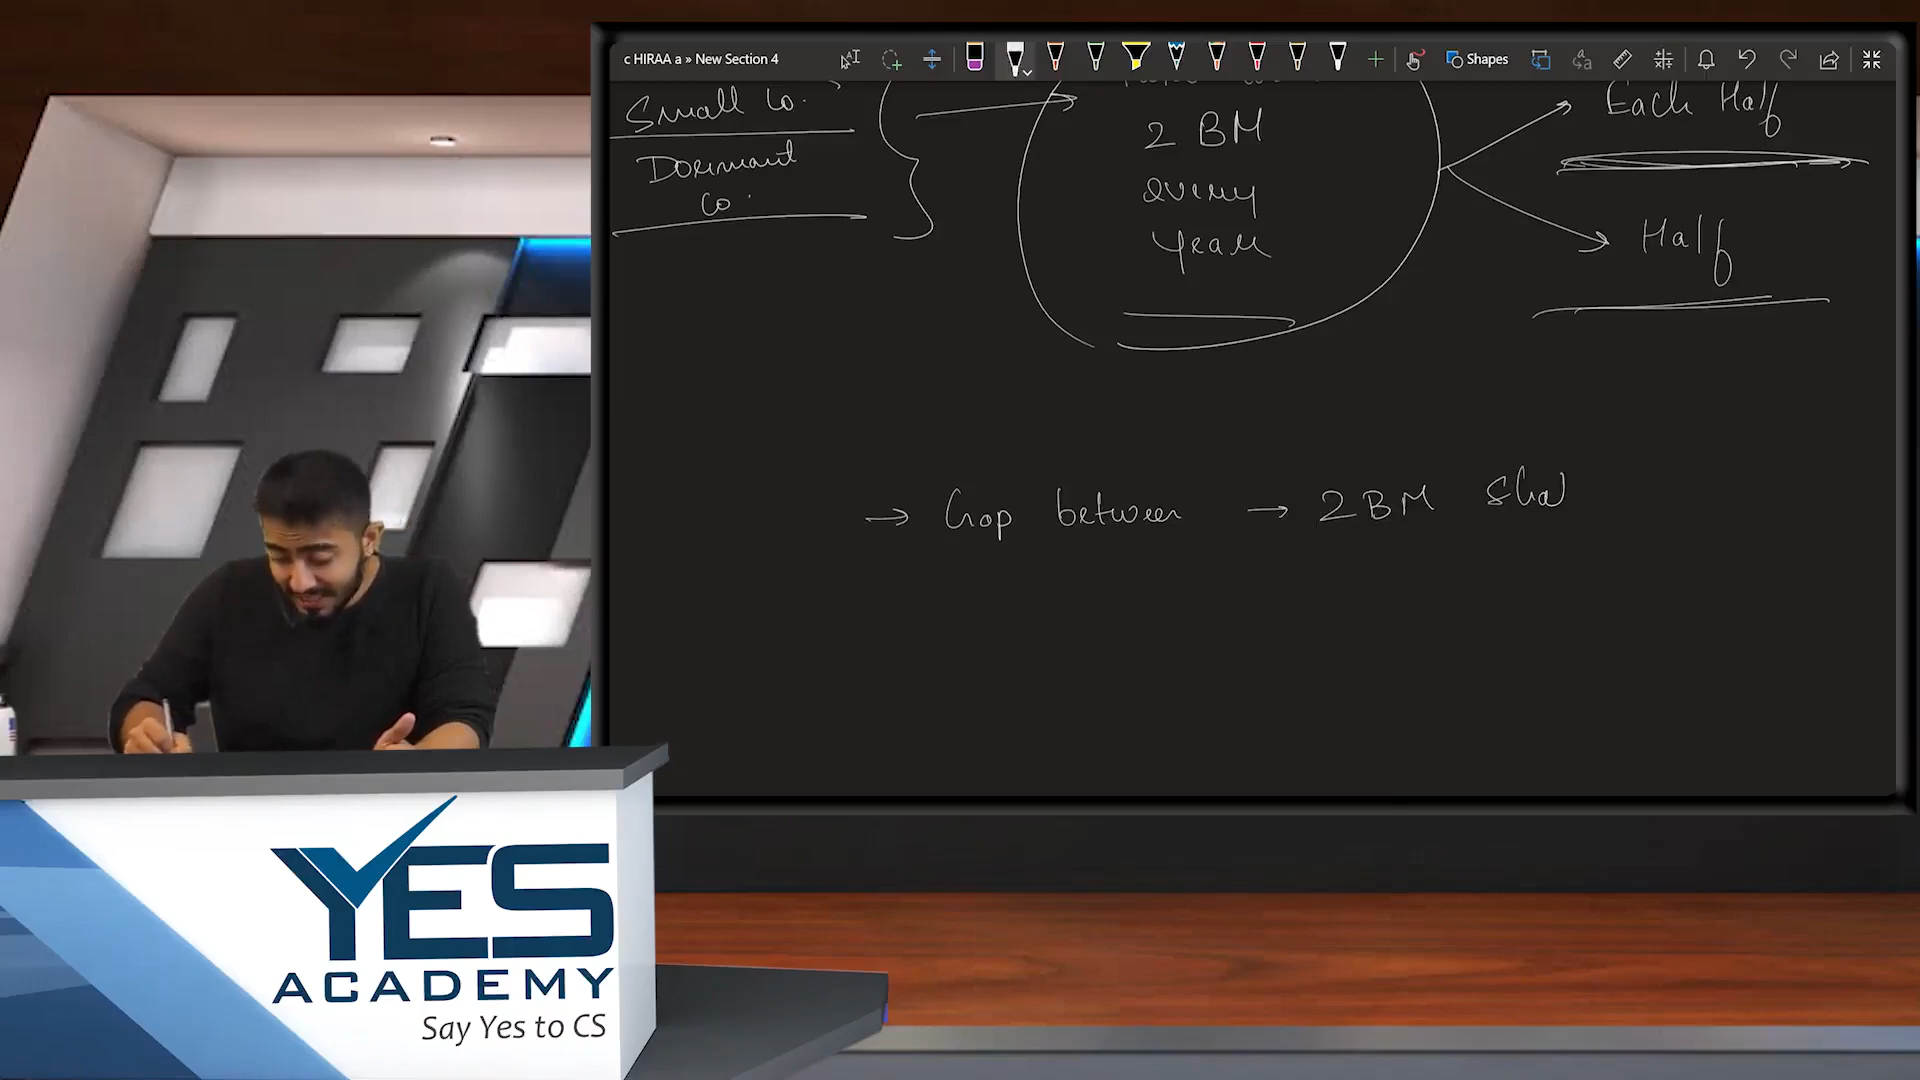 c HIRAA a » New Section 4
Shapes
Small Co.
Dormant
Co.
2 BM
every
year
Each Half
Half
→ Gap between → 2 BM shal
YES
ACADEMY
Say Yes to CS